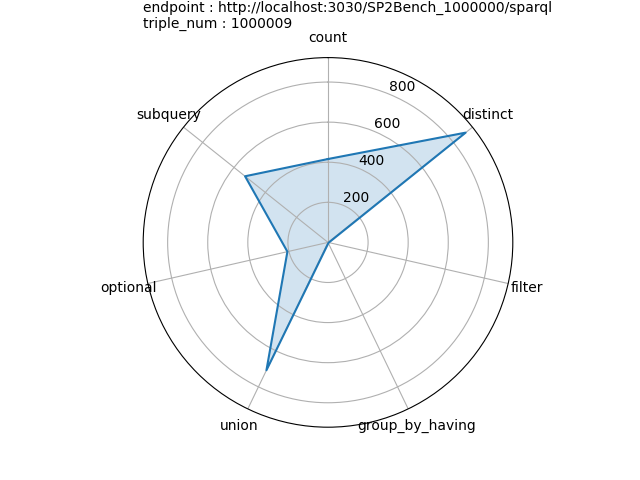 endpoint : http://localhost:3030/SP2Bench_1000000/sparql
triple_num : 1000009
count
800
subquery
distinct
600
400
200
optional
filter
union
group_by_having